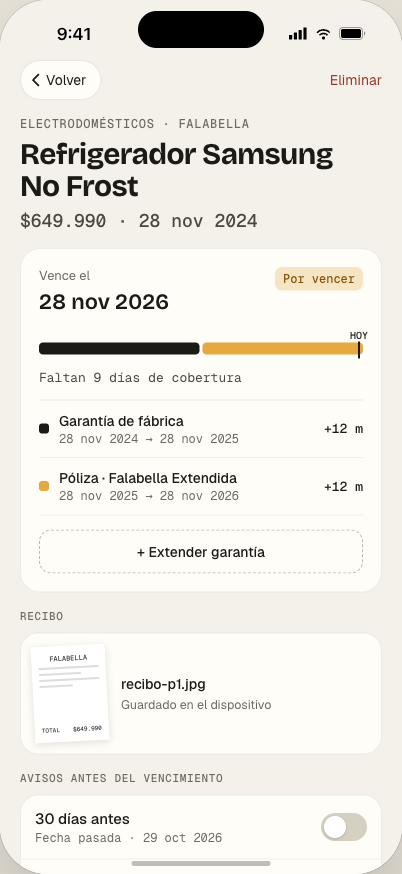 9:41
Volver
Eliminar
ELECTRODOMÉSTICOS · FALABELLA
Refrigerador Samsung
No Frost
$649.990 · 28 nov 2024
Vence el
Por vencer
28 nov 2026
HOY
Faltan 9 días de cobertura
Garantía de fábrica
28 nov 2024 → 28 nov 2025
+12 m
Póliza · Falabella Extendida
28 nov 2025 → 28 nov 2026
+12 m
+ Extender garantía
RECIBO
FALABELLA
TOTAL $649.990
recibo-p1.jpg
Guardado en el dispositivo
AVISOS ANTES DEL VENCIMIENTO
30 días antes
Fecha pasada · 29 oct 2026